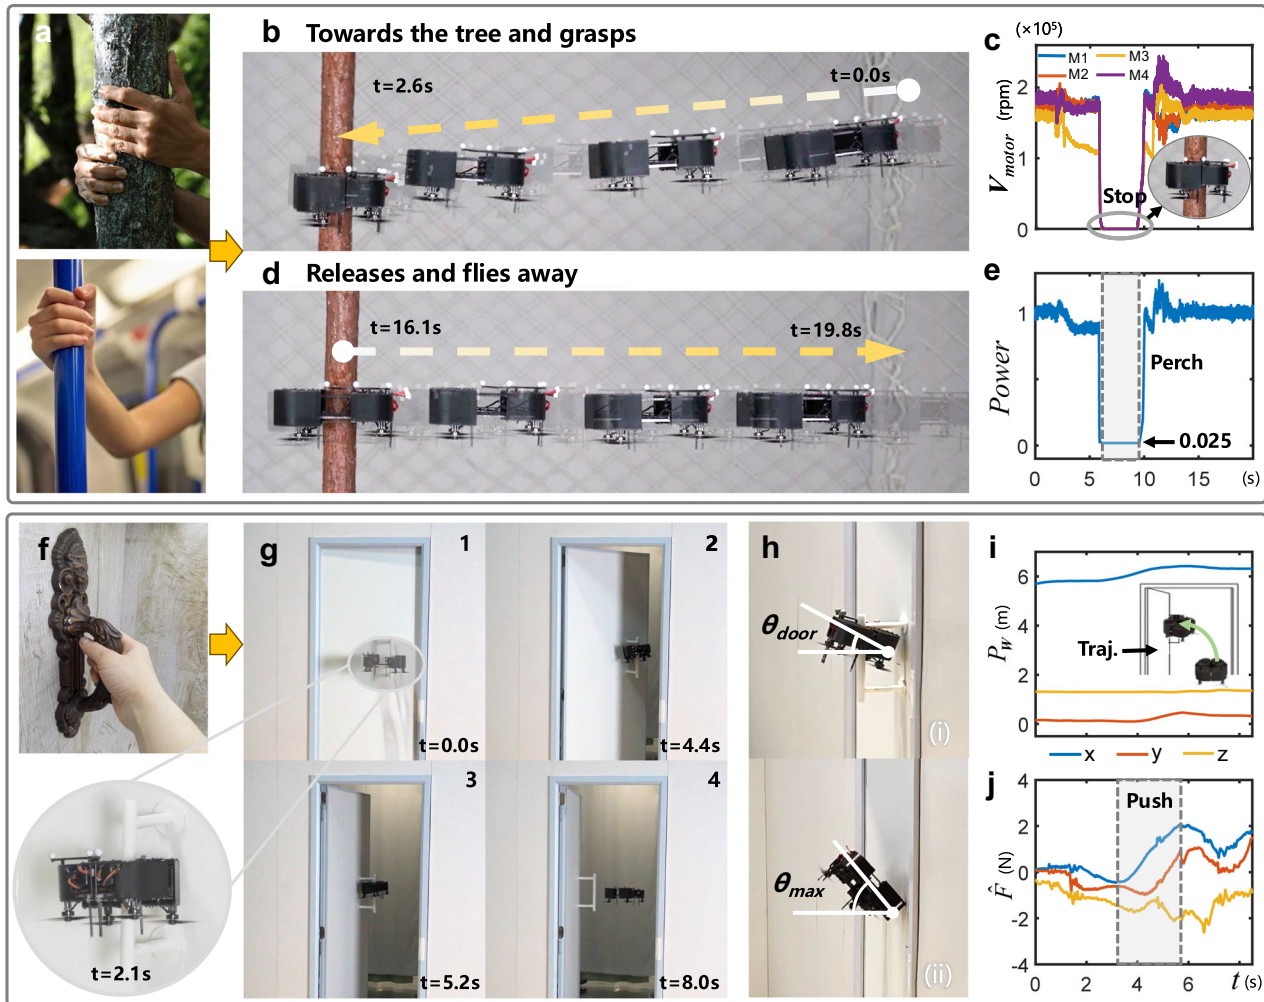 a
b Towards the tree and grasps
t=2.6s
t=0.0s
c (×10⁵)
M1 M3
M2 M4
2
1
0
V_motor (rpm)
Stop
d Releases and flies away
t=16.1s
t=19.8s
e
1
0
Power
Perch
0.025
0 5 10 15 (s)
f
g
1
t=0.0s
2
t=4.4s
3
t=5.2s
4
t=8.0s
t=2.1s
h
θ_door
(i)
θ_max
(ii)
i
6
4
2
0
P_W (m)
Traj.
x y z
j
4
2
0
-2
-4
F̂ (N)
Push
0 2 4 6 8 t (s)